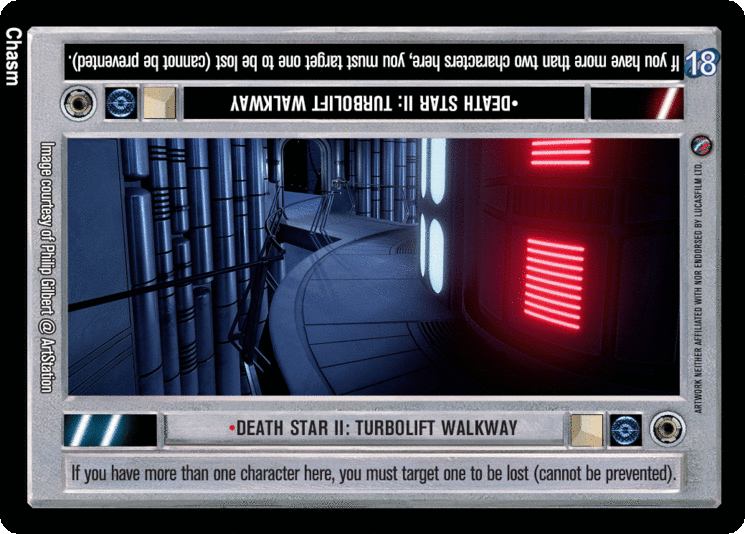 Chasm
If you have more than two characters here, you must target one to be lost (cannot be prevented).
18
•DEATH STAR II: TURBOLIFT WALKWAY
Image courtesy of Philip Gilbert @ ArtStation
ARTWORK NEITHER AFFILIATED WITH NOR ENDORSED BY LUCASFILM LTD.
•DEATH STAR II: TURBOLIFT WALKWAY
If you have more than one character here, you must target one to be lost (cannot be prevented).